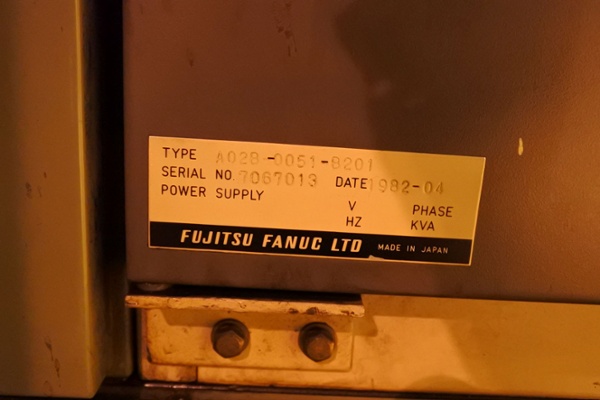 TYPE A02B-0051-B201
SERIAL NO. 7067013 DATE 1982-04
POWER SUPPLY
V PHASE
HZ KVA
FUJITSU FANUC LTD MADE IN JAPAN